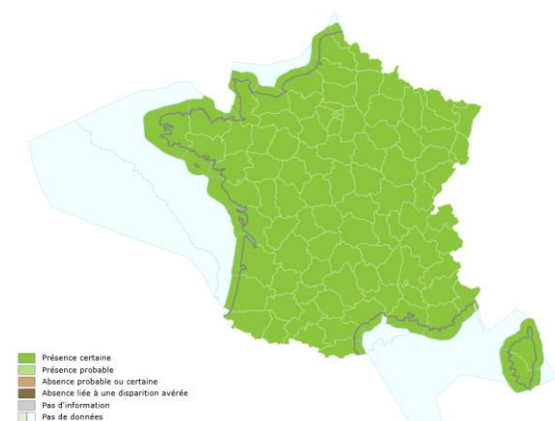 Présence certaine
Présence probable
Absence probable ou certaine
Absence liée à une disparition avérée
Pas d'information
Pas de données